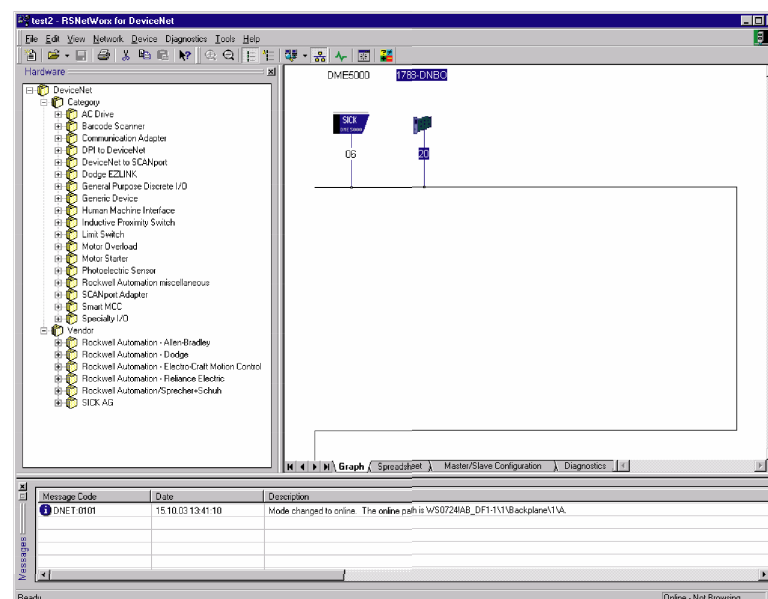 test2 - RSNetWorx for DeviceNet
File Edit View Network Device Diagnostics Tools Help
Hardware
DeviceNet
Category
AC Drive
Barcode Scanner
Communication Adapter
DPI to DeviceNet
DeviceNet to SCANport
Dodge EZLINK
General Purpose Discrete I/O
Generic Device
Human Machine Interface
Inductive Proximity Switch
Limit Switch
Motor Overload
Motor Starter
Photoelectric Sensor
Rockwell Automation miscellaneous
SCANport Adapter
Smart MCC
Specialty I/O
Vendor
Rockwell Automation - Allen-Bradley
Rockwell Automation - Dodge
Rockwell Automation - Electro-Craft Motion Control
Rockwell Automation - Reliance Electric
Rockwell Automation/Sprecher+Schuh
SICK AG
DME5000 1788-DNBO
SICK
DME5000
06 20
Graph Spreadsheet Master/Slave Configuration Diagnostics
Messages
Message Code Date Description
DNET:0101 15.10.03 13:41:10 Mode changed to online. The online path is WS0724!AB_DF1-1\1\Backplane\1\A.
Ready Online - Not Browsing